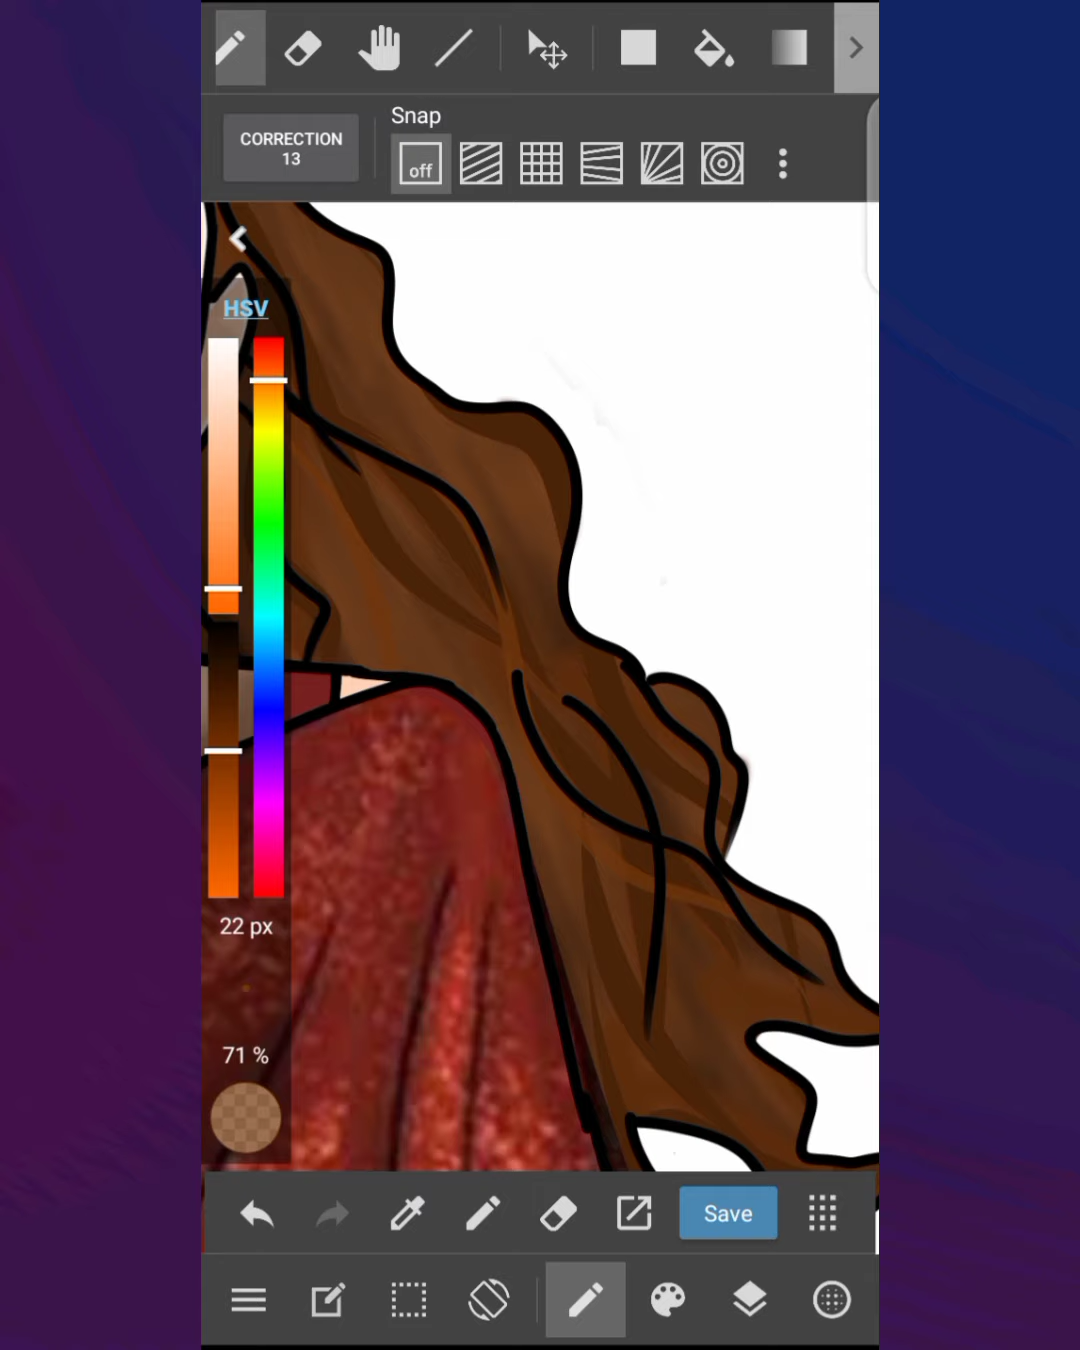 CORRECTION
13
Snap
off
HSV
22 px
71 %
Save